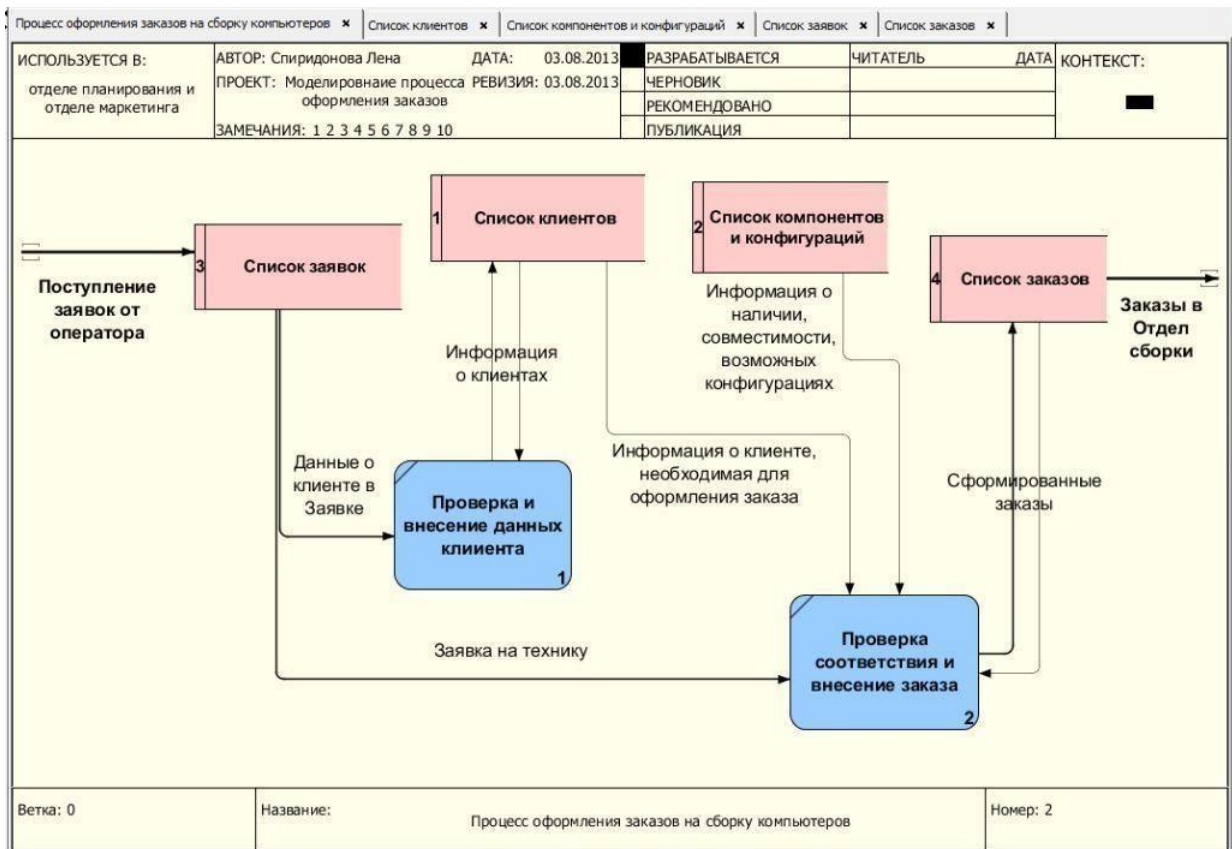 Процесс оформления заказов на сборку компьютеров
Список клиентов
Список компонентов и конфигураций
Список заявок
Список заказов
ИСПОЛЬЗУЕТСЯ В:
отделе планирования и
отделе маркетинга
АВТОР: Спиридонова Лена
ДАТА: 03.08.2013
ПРОЕКТ: Моделировнаие процесса
оформления заказов
РЕВИЗИЯ: 03.08.2013
ЗАМЕЧАНИЯ: 1 2 3 4 5 6 7 8 9 10
РАЗРАБАТЫВАЕТСЯ
ЧЕРНОВИК
РЕКОМЕНДОВАНО
ПУБЛИКАЦИЯ
ЧИТАТЕЛЬ
ДАТА
КОНТЕКСТ:
1
Список клиентов
2
Список компонентов
и конфигураций
3
Список заявок
4
Список заказов
Поступление
заявок от
оператора
Заказы в
Отдел
сборки
Информация
о клиентах
Информация о
наличии,
совместимости,
возможных
конфигурациях
Данные о
клиенте в
Заявке
Информация о клиенте,
необходимая для
оформления заказа
Сформированные
заказы
Проверка и
внесение данных
клииента
1
Заявка на технику
Проверка
соответствия и
внесение заказа
2
Ветка: 0
Название:
Процесс оформления заказов на сборку компьютеров
Номер: 2